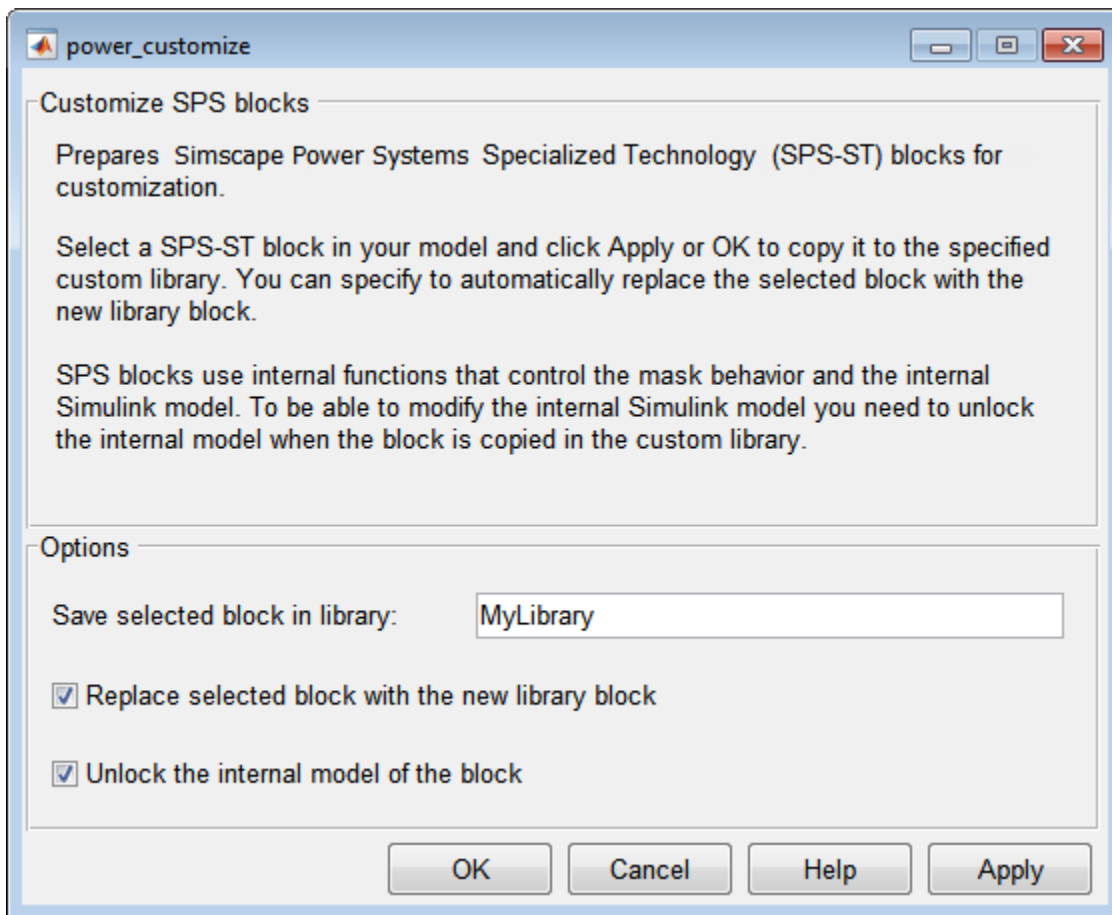 power_customize
Customize SPS blocks
Prepares Simscape Power Systems Specialized Technology (SPS-ST) blocks for
customization.
Select a SPS-ST block in your model and click Apply or OK to copy it to the specified
custom library. You can specify to automatically replace the selected block with the
new library block.
SPS blocks use internal functions that control the mask behavior and the internal
Simulink model. To be able to modify the internal Simulink model you need to unlock
the internal model when the block is copied in the custom library.
Options
Save selected block in library: MyLibrary
Replace selected block with the new library block
Unlock the internal model of the block
OK Cancel Help Apply